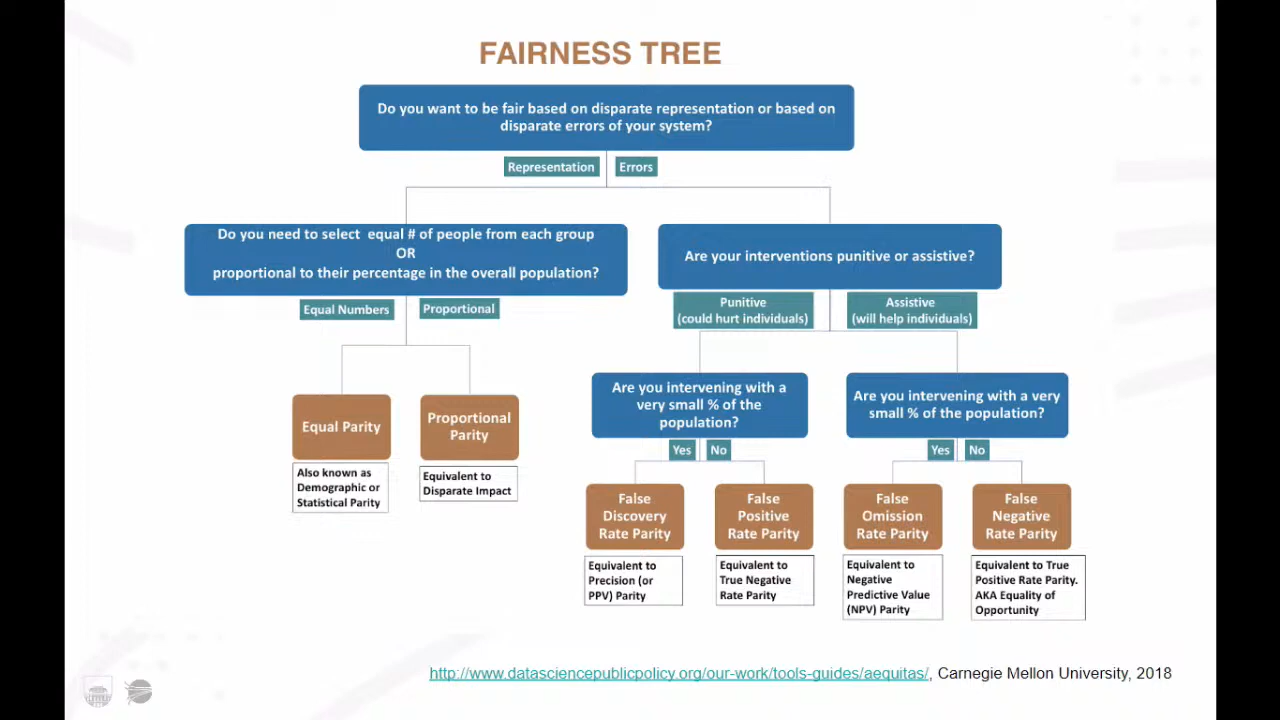 FAIRNESS TREE
Do you want to be fair based on disparate representation or based on
disparate errors of your system?
Representation
Errors
Do you need to select equal # of people from each group
OR
proportional to their percentage in the overall population?
Are your interventions punitive or assistive?
Equal Numbers
Proportional
Punitive
(could hurt individuals)
Assistive
(will help individuals)
Equal Parity
Also known as
Demographic or
Statistical Parity
Proportional
Parity
Equivalent to
Disparate Impact
Are you intervening with a
very small % of the
population?
Yes
No
Are you intervening with a very
small % of the population?
Yes
No
False
Discovery
Rate Parity
Equivalent to
Precision (or
PPV) Parity
False
Positive
Rate Parity
Equivalent to
True Negative
Rate Parity
False
Omission
Rate Parity
Equivalent to
Negative
Predictive Value
(NPV) Parity
False
Negative
Rate Parity
Equivalent to True
Positive Rate Parity.
AKA Equality of
Opportunity
http://www.datasciencepublicpolicy.org/our-work/tools-guides/aequitas/, Carnegie Mellon University, 2018